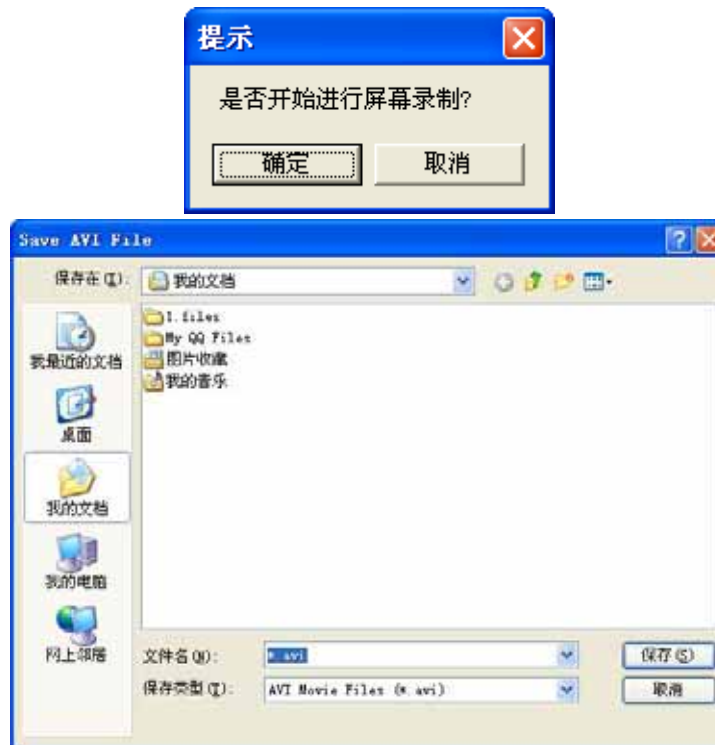 提示
是否开始进行屏幕录制?
确定
取消
Save AVI File
保存在(I):
我的文档
1.files
My QQ Files
图片收藏
我的音乐
我最近的文档
桌面
我的文档
我的电脑
网上邻居
文件名(N):
*.avi
保存(S)
保存类型(T):
AVI Movie Files (*.avi)
取消